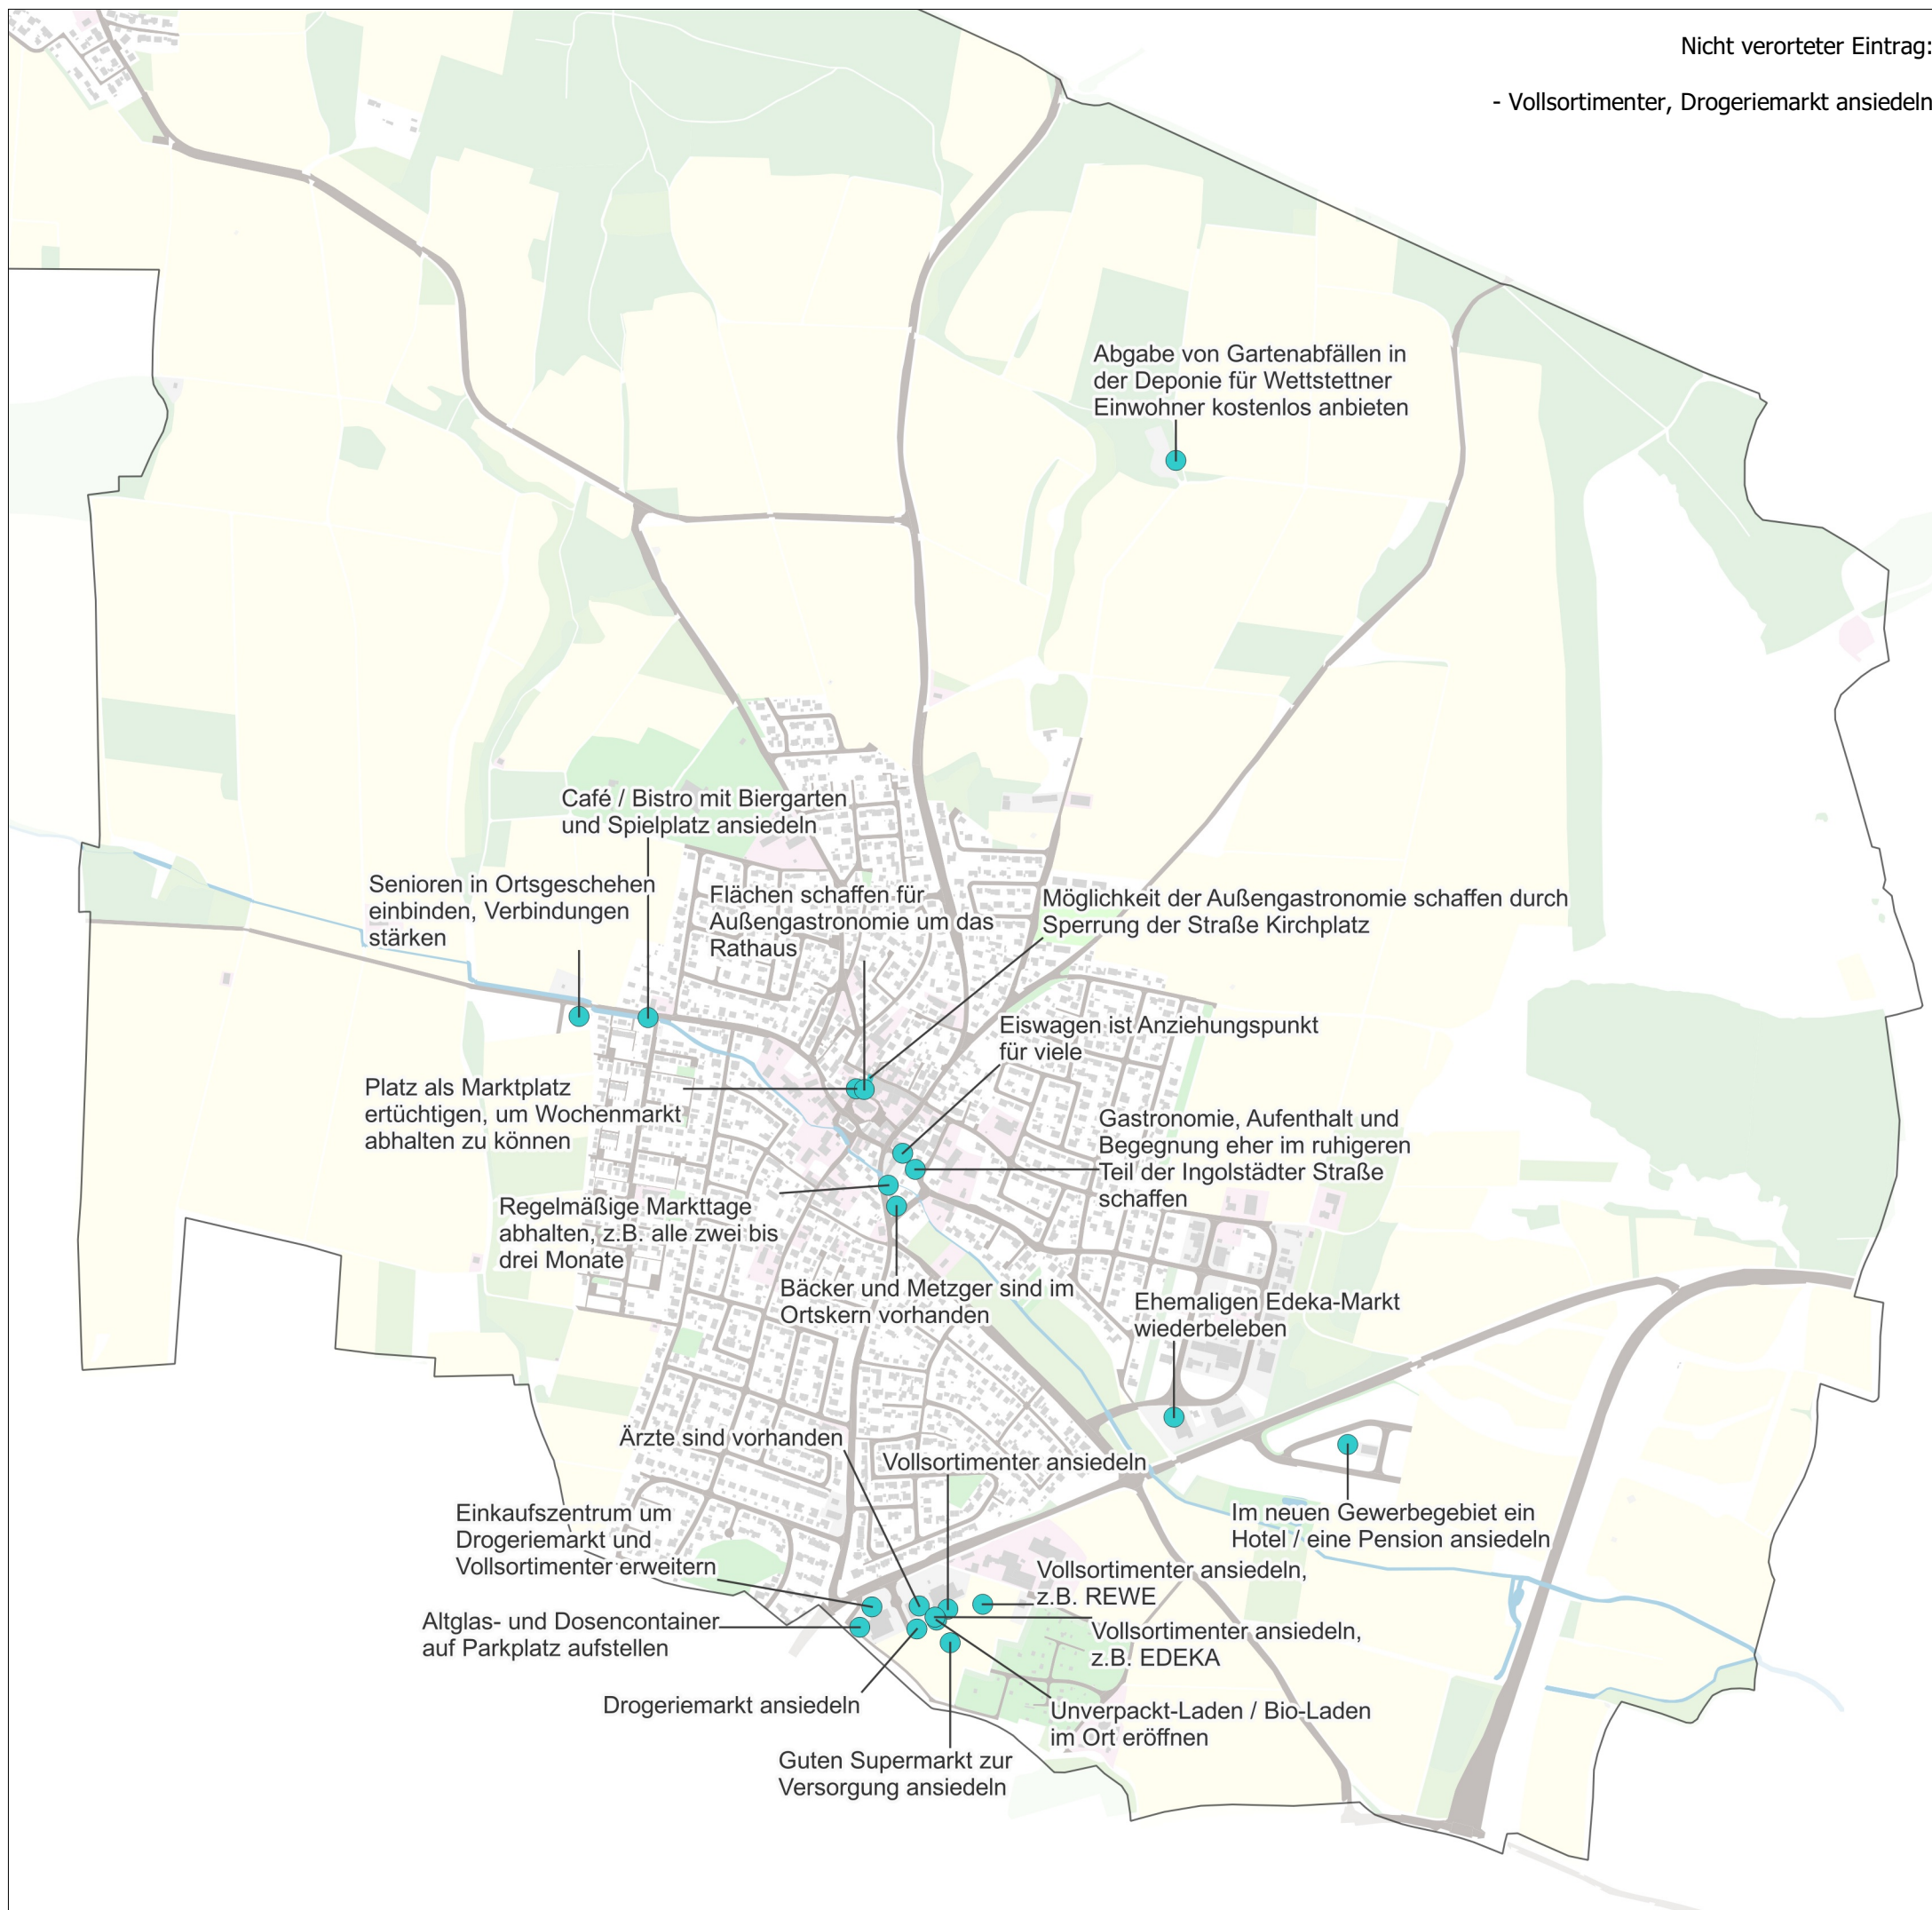 Nicht verorteter Eintrag:
- Vollsortimenter, Drogeriemarkt ansiedeln
Abgabe von Gartenabfällen in
der Deponie für Wettstettner
Einwohner kostenlos anbieten
Café / Bistro mit Biergarten
und Spielplatz ansiedeln
Senioren in Ortsgeschehen
einbinden, Verbindungen
stärken
Flächen schaffen für
Außengastronomie um das
Rathaus
Möglichkeit der Außengastronomie schaffen durch
Sperrung der Straße Kirchplatz
Eiswagen ist Anziehungspunkt
für viele
Platz als Marktplatz
ertüchtigen, um Wochenmarkt
abhalten zu können
Gastronomie, Aufenthalt und
Begegnung eher im ruhigeren
Teil der Ingolstädter Straße
schaffen
Regelmäßige Markttage
abhalten, z.B. alle zwei bis
drei Monate
Bäcker und Metzger sind im
Ortskern vorhanden
Ehemaligen Edeka-Markt
wiederbeleben
Ärzte sind vorhanden
Vollsortimenter ansiedeln
Einkaufszentrum um
Drogeriemarkt und
Vollsortimenter erweitern
Im neuen Gewerbegebiet ein
Hotel / eine Pension ansiedeln
Vollsortimenter ansiedeln,
z.B. REWE
Altglas- und Dosencontainer
auf Parkplatz aufstellen
Vollsortimenter ansiedeln,
z.B. EDEKA
Drogeriemarkt ansiedeln
Unverpackt-Laden / Bio-Laden
im Ort eröffnen
Guten Supermarkt zur
Versorgung ansiedeln